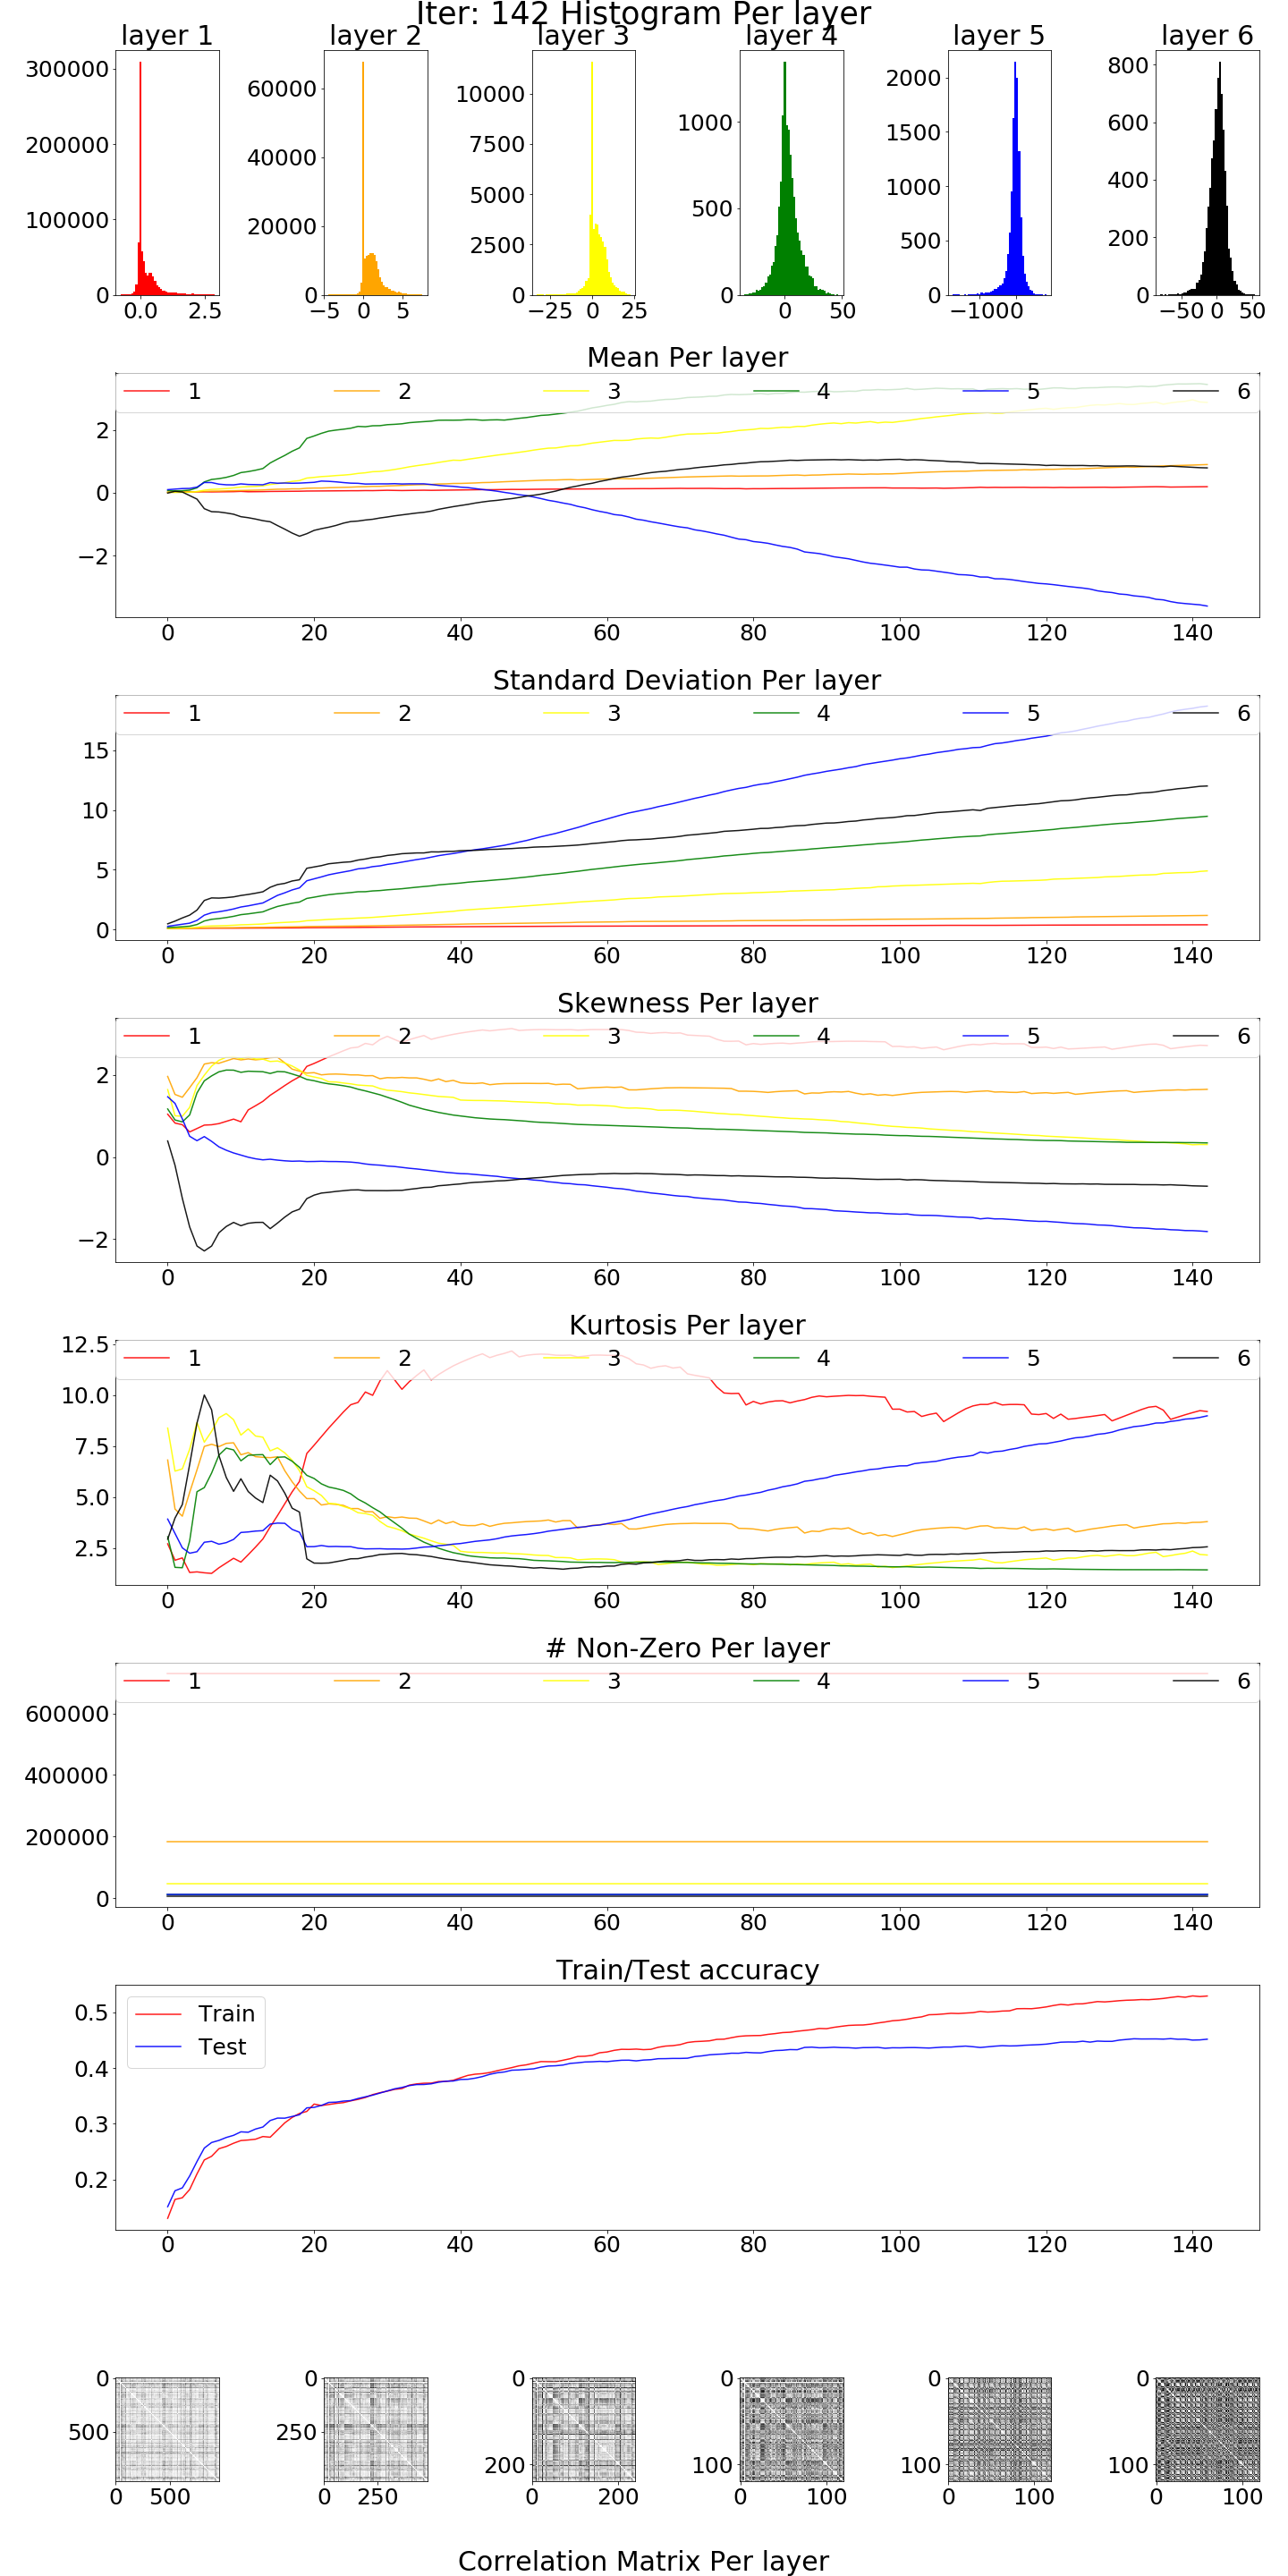 Iter: 142 Histogram Per layer
layer 1 layer 2 layer 3 layer 4 layer 5 layer 6
300000 200000 100000 0
0.0 2.5
60000 40000 20000 0
−5 0 5
10000 7500 5000 2500 0
−25 0 25
1000 500 0
0 50
2000 1500 1000 500 0
−1000 0
800 600 400 200 0
−50 0 50
Mean Per layer
1 2 3 4 5 6
2
0
−2
0 20 40 60 80 100 120 140
Standard Deviation Per layer
1 2 3 4 5 6
15
10
5
0
0 20 40 60 80 100 120 140
Skewness Per layer
1 2 3 4 5 6
2
0
−2
0 20 40 60 80 100 120 140
Kurtosis Per layer
12.5
1 2 3 4 5 6
10.0
7.5
5.0
2.5
0 20 40 60 80 100 120 140
# Non-Zero Per layer
1 2 3 4 5 6
600000
400000
200000
0
0 20 40 60 80 100 120 140
Train/Test accuracy
Train
Test
0.5
0.4
0.3
0.2
0 20 40 60 80 100 120 140
0 500
0 500
0 250
0 250
0 200
0 200
0 100
0 100
0 100
0 100
0 100
0 100
Correlation Matrix Per layer